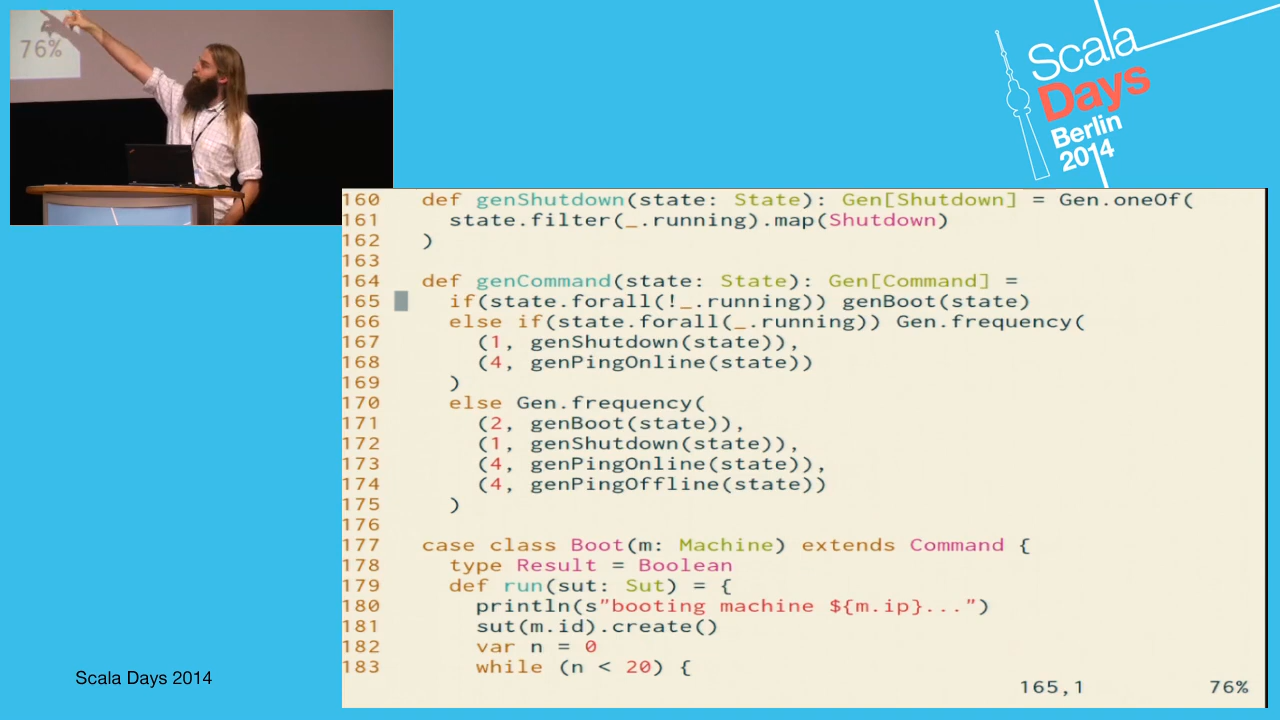 76%
Scala
Days
Berlin
2014
160 def genShutdown(state: State): Gen[Shutdown] = Gen.oneOf(
161 state.filter(_.running).map(Shutdown)
162 )
163
164 def genCommand(state: State): Gen[Command] =
165 if(state.forall(!_.running)) genBoot(state)
166 else if(state.forall(_.running)) Gen.frequency(
167 (1, genShutdown(state)),
168 (4, genPingOnline(state))
169 )
170 else Gen.frequency(
171 (2, genBoot(state)),
172 (1, genShutdown(state)),
173 (4, genPingOnline(state)),
174 (4, genPingOffline(state))
175 )
176
177 case class Boot(m: Machine) extends Command {
178 type Result = Boolean
179 def run(sut: Sut) = {
180 println(s"booting machine ${m.ip}...")
181 sut(m.id).create()
182 var n = 0
183 while (n < 20) {
165,1 76%
Scala Days 2014